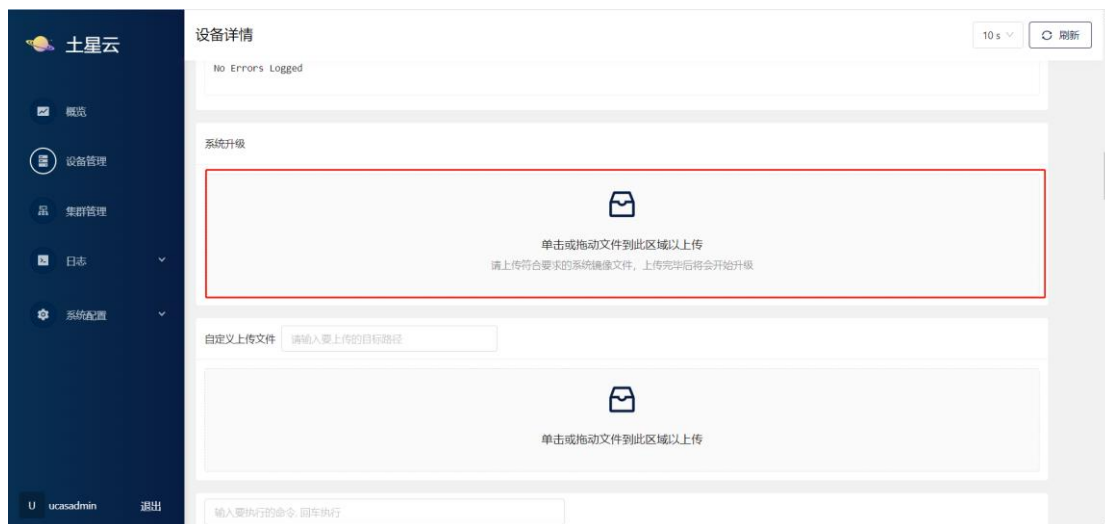 土星云
设备详情
10 s
刷新
No Errors Logged
概览
设备管理
集群管理
日志
系统配置
系统升级
单击或拖动文件到此区域以上传
请上传符合要求的系统镜像文件，上传完毕后将会开始升级
自定义上传文件 请输入要上传的目标路径
单击或拖动文件到此区域以上传
输入要执行的命令,回车执行
U ucasadmin 退出